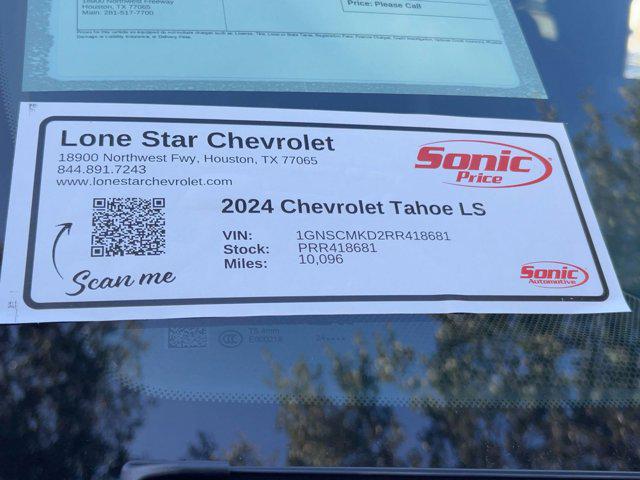 18900 Northwest Freeway
Houston, TX 77065
Main: 281-517-7700
Price: Please Call
Lone Star Chevrolet
18900 Northwest Fwy, Houston, TX 77065
844.891.7243
www.lonestarchevrolet.com
Sonic
Price
2024 Chevrolet Tahoe LS
VIN: 1GNSCMKD2RR418681
Stock: PRR418681
Miles: 10,096
Scan me
Sonic
Automotive